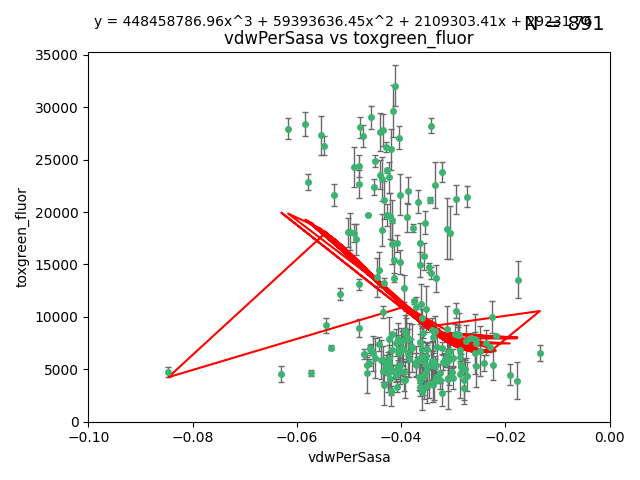 y = 448458786.96x^3 + 59393636.45x^2 + 2109303.41x +
N = 891
vdwPerSasa vs toxgreen_fluor
35000
30000
25000
20000
15000
10000
5000
0
toxgreen_fluor
−0.10 −0.08 −0.06 −0.04 −0.02 0.00
vdwPerSasa